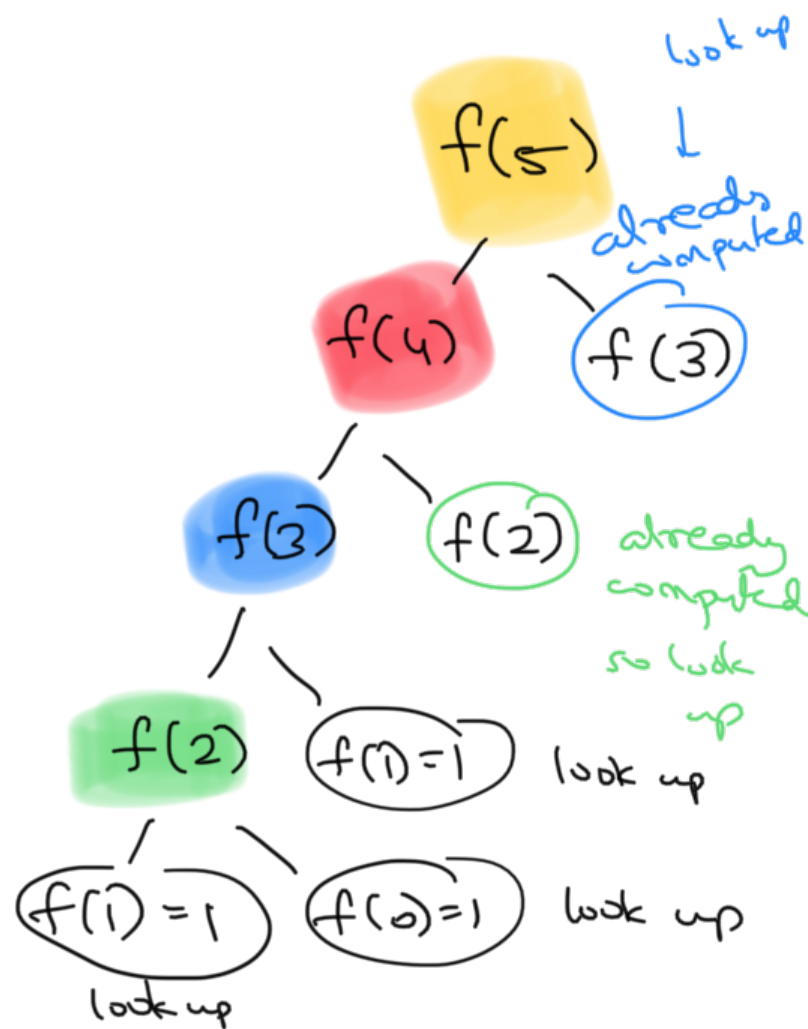 look up
↓
f(5)
already
computed
f(4)
f(3)
f(3)
f(2)
already
computed
so look
up
f(2)
f(1)=1
look up
f(1)=1
f(0)=1
look up
look up